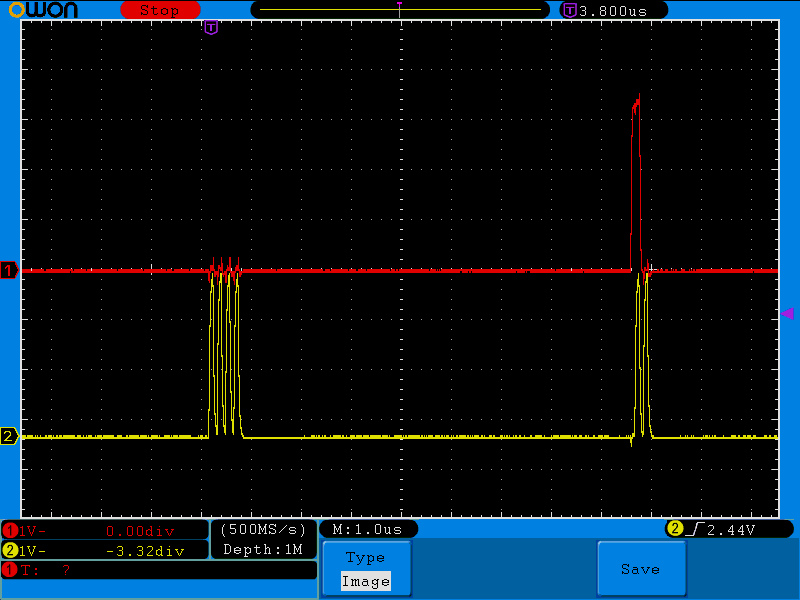 OWON Stop T 3.800us
T
1
2
1 1V- 0.00div (500MS/s) M:1.0us 2 2.44V
2 1V- -3.32div Depth:1M
1 T: ?
Type
Image
Save